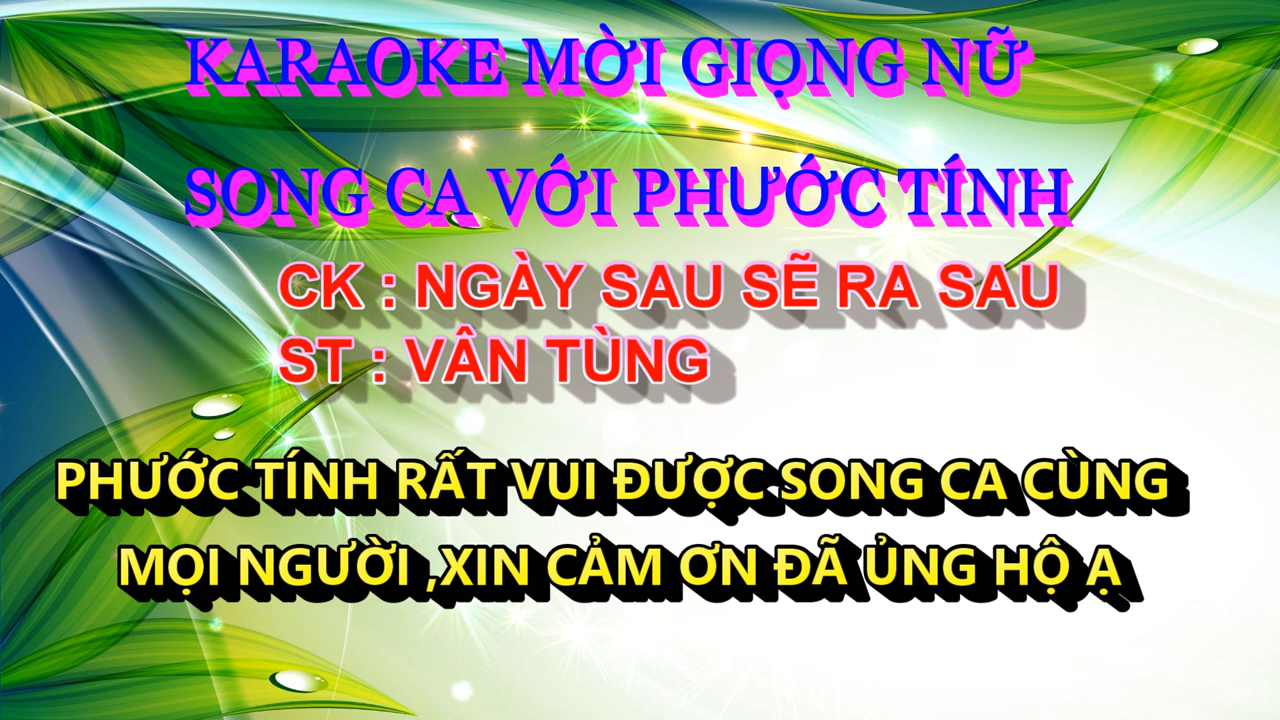 KARAOKE MỜI GIỌNG NỮ
SONG CA VỚI PHƯỚC TÍNH
CK : NGÀY SAU SẼ RA SAU
ST : VÂN TÙNG
PHƯỚC TÍNH RẤT VUI ĐƯỢC SONG CA CÙNG
MỌI NGƯỜI ,XIN CẢM ƠN ĐÃ ỦNG HỘ Ạ